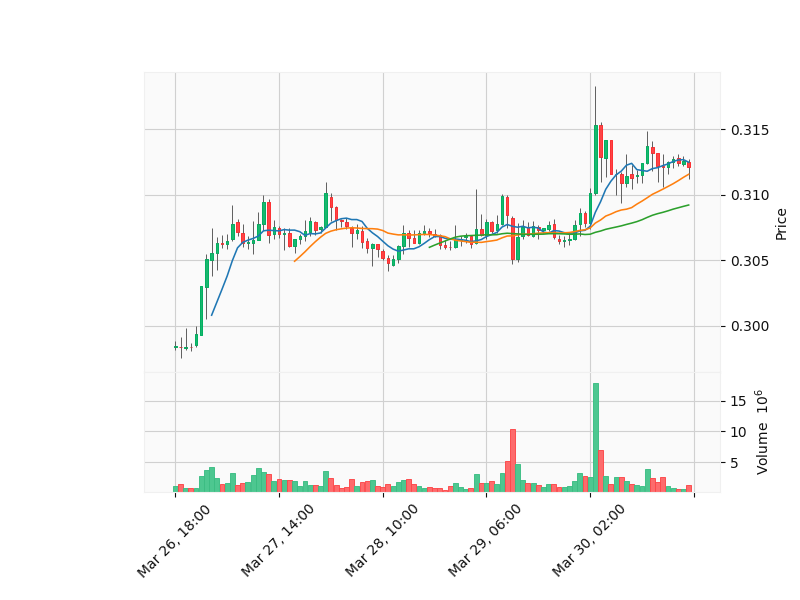 0.315
0.310
0.305
0.300
Price
15
10
5
Volume 10^6
Mar 26, 18:00
Mar 27, 14:00
Mar 28, 10:00
Mar 29, 06:00
Mar 30, 02:00